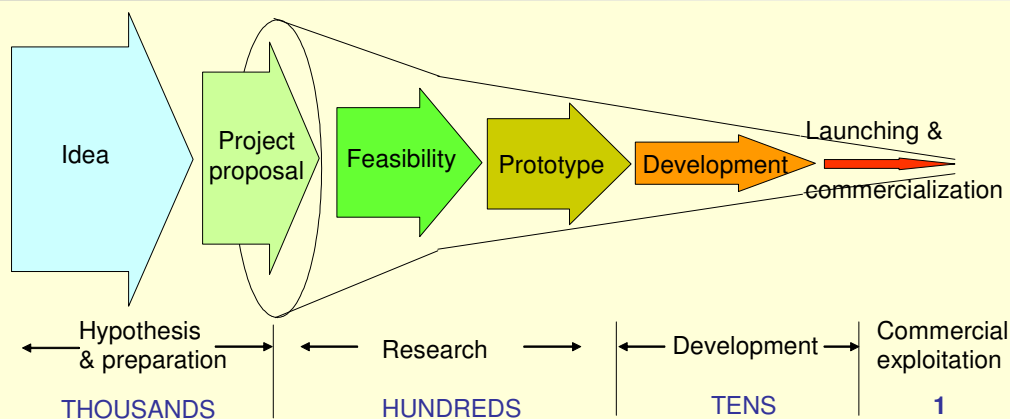 Idea
Project
proposal
Feasibility
Prototype
Development
Launching &
commercialization
Hypothesis
& preparation
Research
Development
Commercial
exploitation
THOUSANDS
HUNDREDS
TENS
1